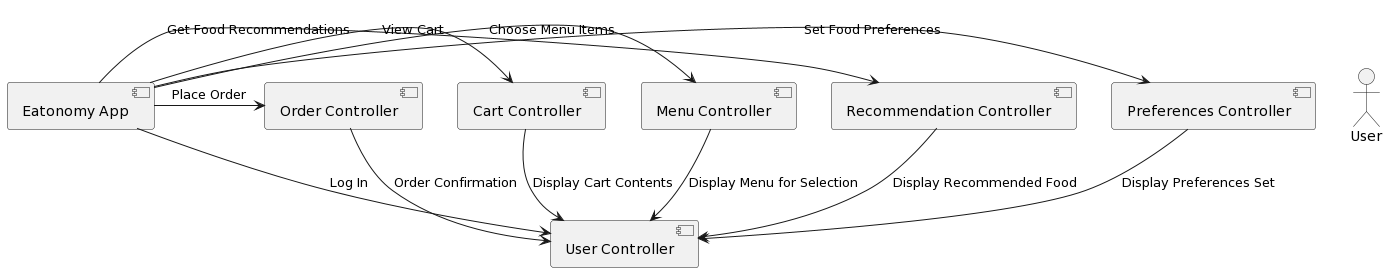 Get Food Recommendations
View Cart
Choose Menu Items
Set Food Preferences
Eatonomy App
Place Order
Order Controller
Cart Controller
Menu Controller
Recommendation Controller
Preferences Controller
User
Log In
Order Confirmation
Display Cart Contents
Display Menu for Selection
Display Recommended Food
Display Preferences Set
User Controller